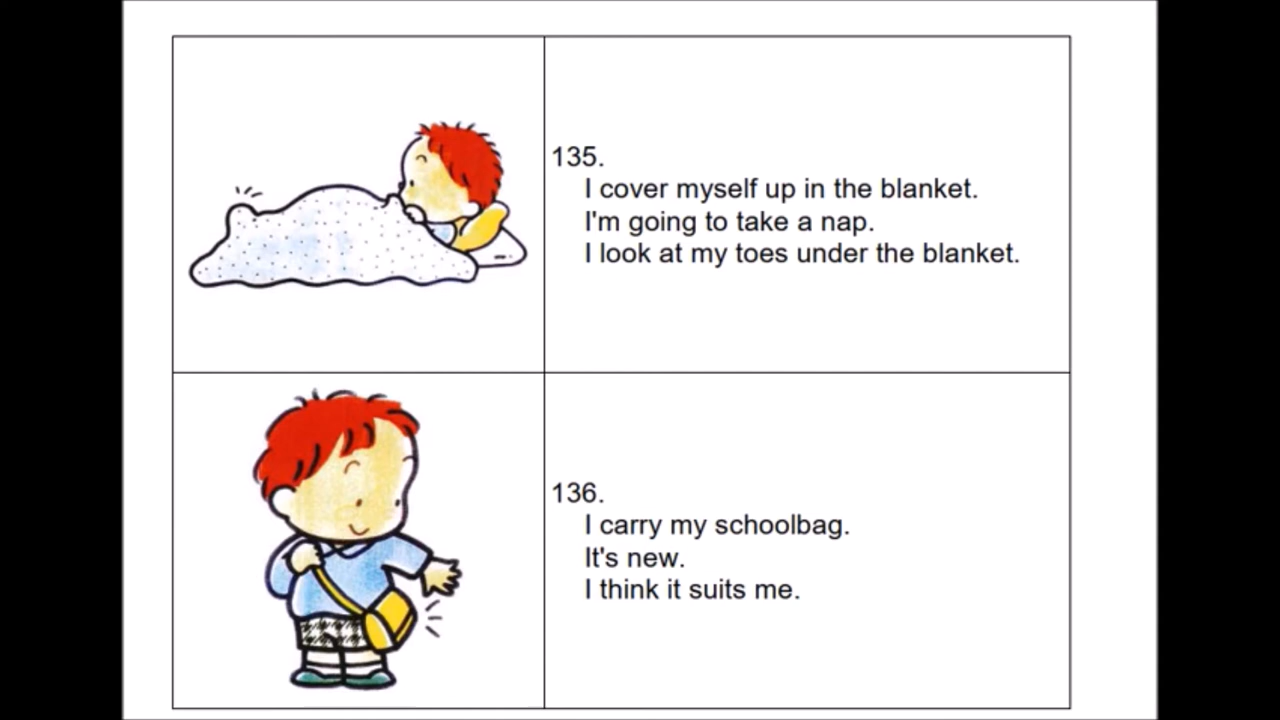 135.
I cover myself up in the blanket.
I'm going to take a nap.
I look at my toes under the blanket.
136.
I carry my schoolbag.
It's new.
I think it suits me.